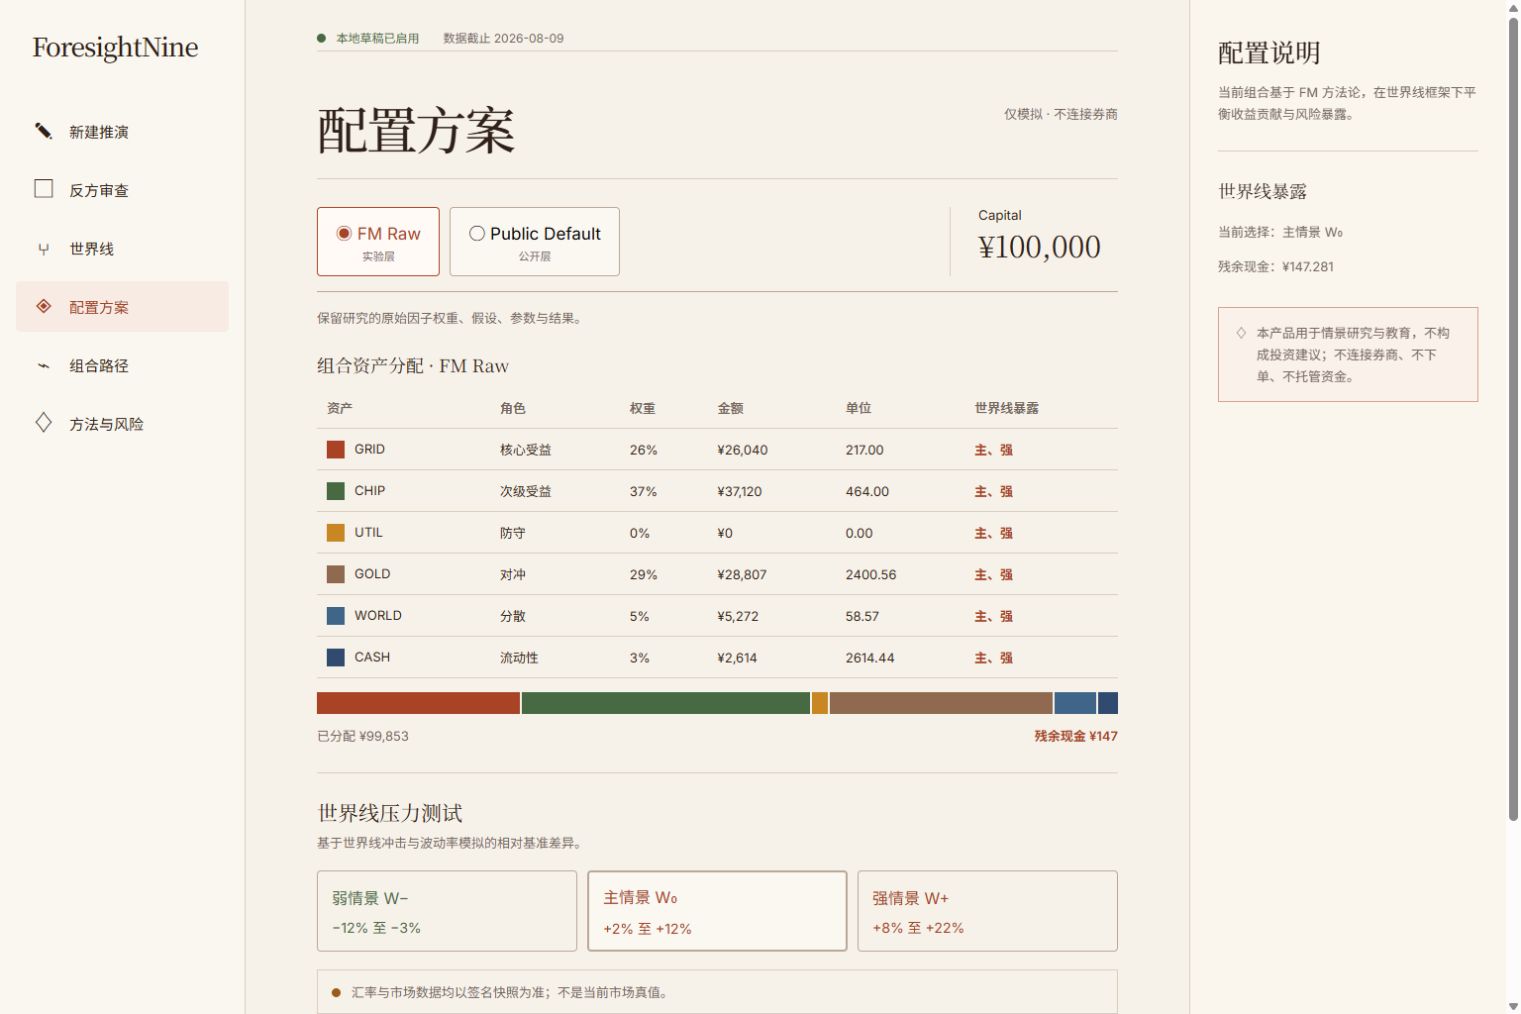 ForesightNine
新建推演
反方审查
世界线
配置方案
组合路径
方法与风险
本地草稿已启用 数据截止 2026-08-09
配置方案
仅模拟 · 不连接券商
FM Raw
实验层
Public Default
公开层
Capital
¥100,000
保留研究的原始因子权重、假设、参数与结果。
组合资产分配 · FM Raw
资产 角色 权重 金额 单位 世界线暴露
GRID 核心受益 26% ¥26,040 217.00 主、强
CHIP 次级受益 37% ¥37,120 464.00 主、强
UTIL 防守 0% ¥0 0.00 主、强
GOLD 对冲 29% ¥28,807 2400.56 主、强
WORLD 分散 5% ¥5,272 58.57 主、强
CASH 流动性 3% ¥2,614 2614.44 主、强
已分配 ¥99,853 残余现金 ¥147
世界线压力测试
基于世界线冲击与波动率模拟的相对基准差异。
弱情景 W−
−12% 至 −3%
主情景 W₀
+2% 至 +12%
强情景 W+
+8% 至 +22%
汇率与市场数据均以签名快照为准；不是当前市场真值。
配置说明
当前组合基于 FM 方法论，在世界线框架下平
衡收益贡献与风险暴露。
世界线暴露
当前选择：主情景 W₀
残余现金：¥147.281
本产品用于情景研究与教育，不构
成投资建议；不连接券商、不下
单、不托管资金。